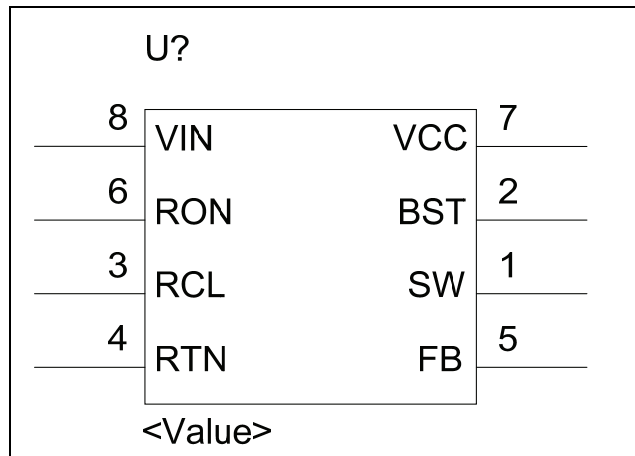 U?
8 VIN VCC 7
6 RON BST 2
3 RCL SW 1
4 RTN FB 5
<Value>